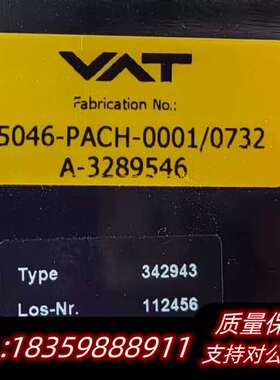 VAT
Fabrication No.:
5046-PACH-0001/0732
A-3289546
Type 342943
Los-Nr. 112456
质量保
:18359888911
支持对公